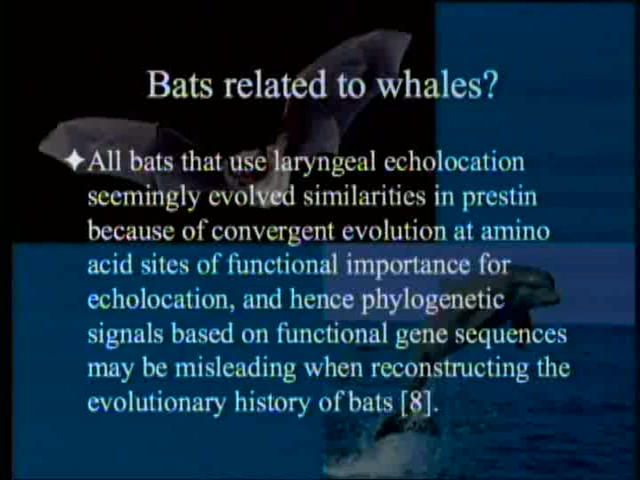 Bats related to whales?
✦All bats that use laryngeal echolocation
seemingly evolved similarities in prestin
because of convergent evolution at amino
acid sites of functional importance for
echolocation, and hence phylogenetic
signals based on functional gene sequences
may be misleading when reconstructing the
evolutionary history of bats [8].